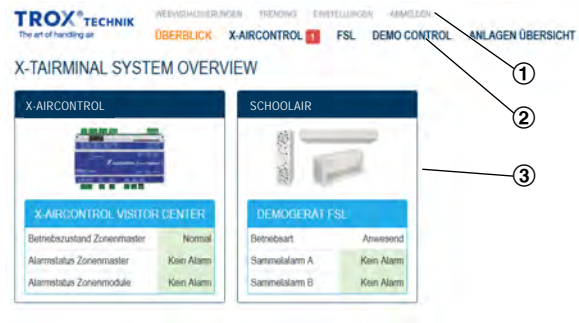 TROX® TECHNIK
The art of handling air
WEBVISUALISIERUNGEN TRENDING EINSTELLUNGEN ABMELDEN
ÜBERBLICK X-AIRCONTROL 1 FSL DEMO CONTROL ANLAGEN ÜBERSICHT
X-TAIRMINAL SYSTEM OVERVIEW
①
②
③
X-AIRCONTROL
X-AIRCONTROL VISITOR CENTER
Betriebszustand Zonenmaster Normal
Alarmstatus Zonenmaster Kein Alarm
Alarmstatus Zonenmodule Kein Alarm
SCHOOLAIR
DEMOGERÄT FSL
Betriebsart Anwesend
Sammelalarm A Kein Alarm
Sammelalarm B Kein Alarm